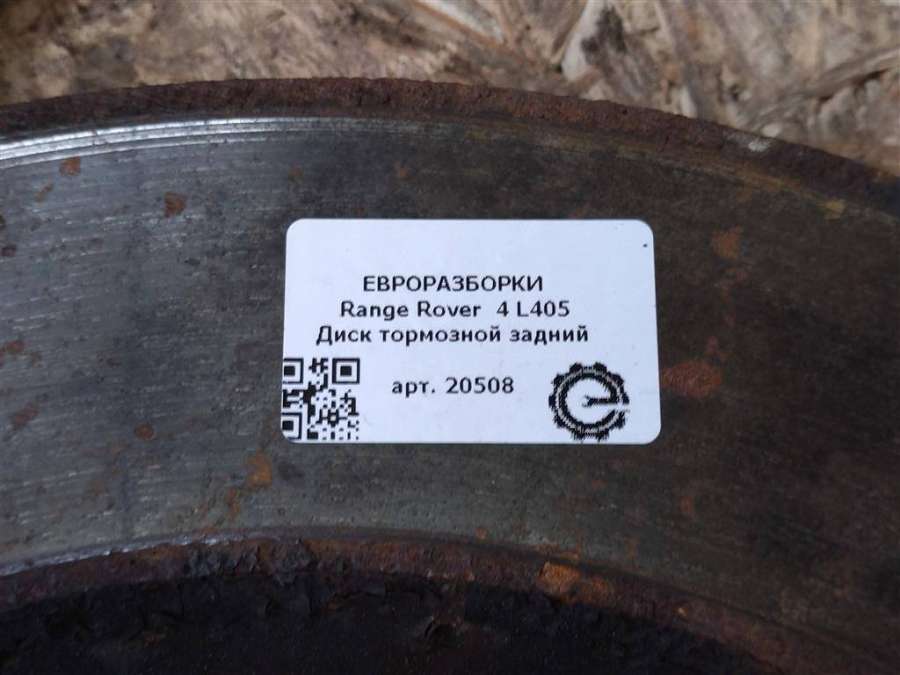 ЕВРОРАЗБОРКИ
Range Rover 4 L405
Диск тормозной задний
арт. 20508